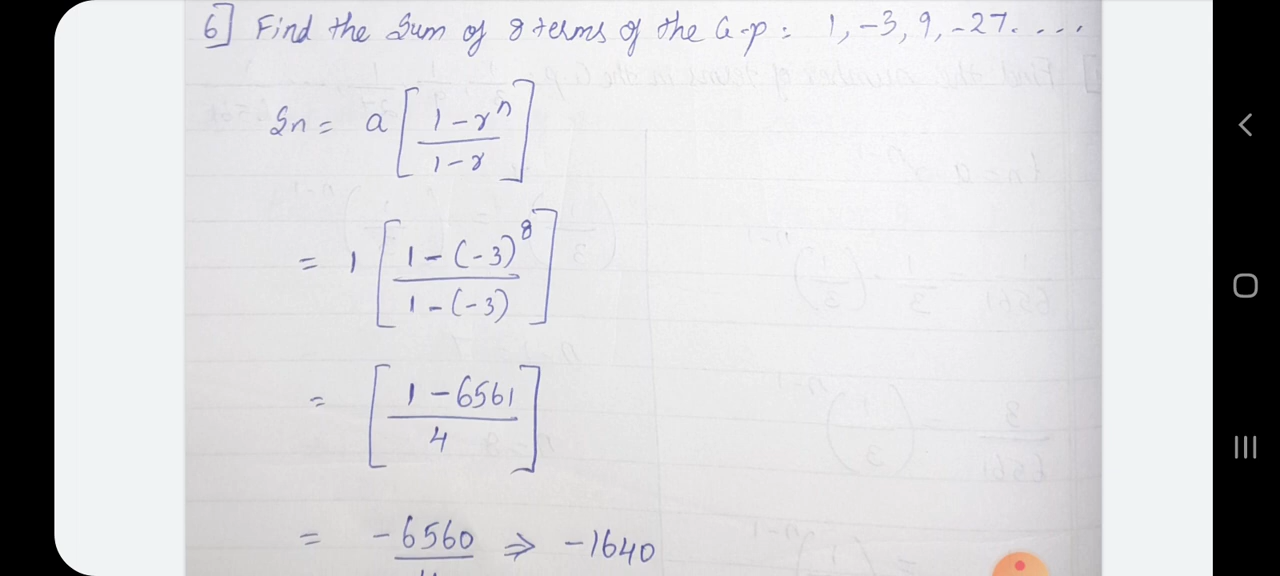 6] Find the Sum of 8 terms of the G-p: 1, -3, 9, -27. ...
Sn = a [ 1 - r^n / 1 - r ]
= 1 [ 1 - (-3)^8 / 1 - (-3) ]
= [ 1 - 6561 / 4 ]
= -6560 / 4 ⇒ -1640